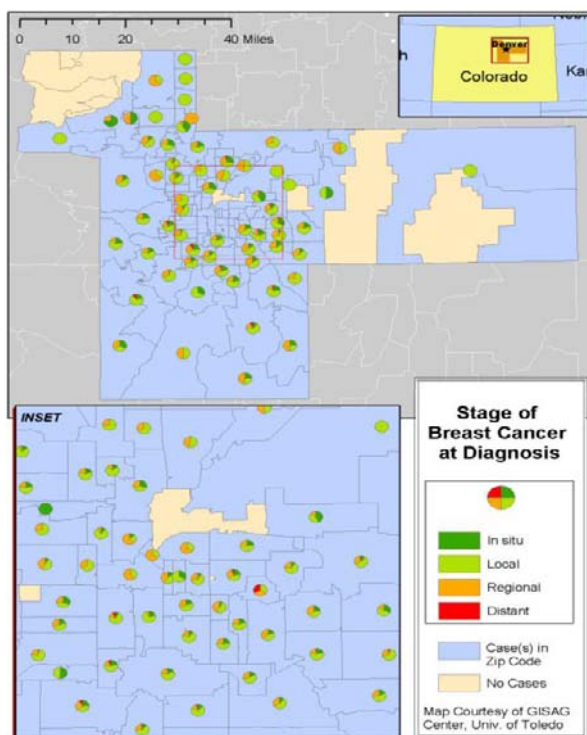 0 10 20 40 Miles
Denver
Colorado
Ka
INSET
Stage of
Breast Cancer
at Diagnosis
In situ
Local
Regional
Distant
Case(s) in
Zip Code
No Cases
Map Courtesy of GISAG
Center, Univ. of Toledo